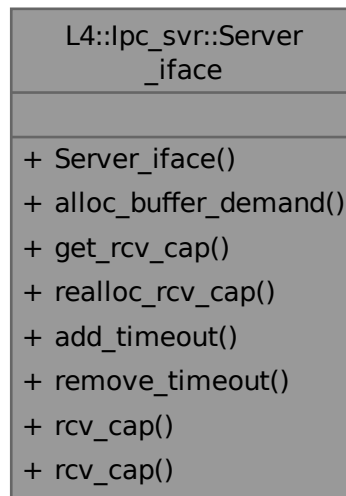 L4::Ipc_svr::Server
_iface
+ Server_iface()
+ alloc_buffer_demand()
+ get_rcv_cap()
+ realloc_rcv_cap()
+ add_timeout()
+ remove_timeout()
+ rcv_cap()
+ rcv_cap()